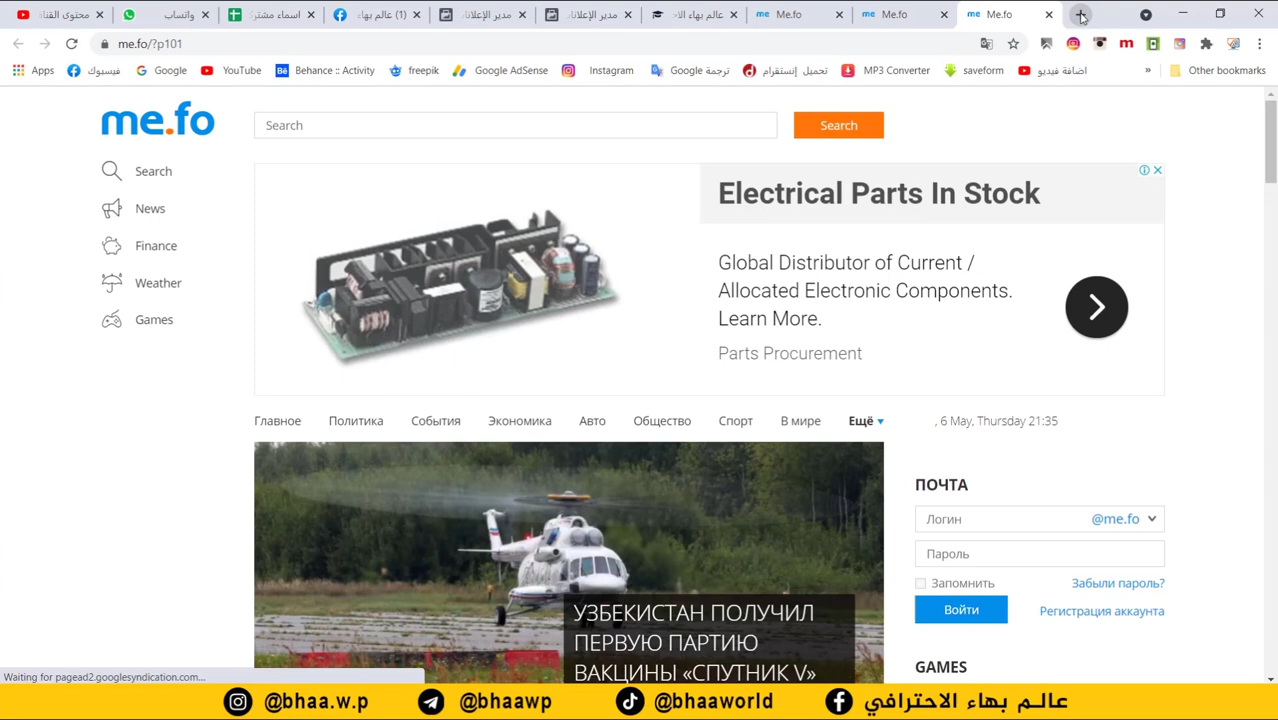 محتوى القناة
واتساب
اسماء مشتر
(1) عالم بهاء
مدير الإعلانا
مدير الإعلانا
عالم بهاء الاح
Me.fo
Me.fo
Me.fo
me.fo/?p101
Apps
فيسبوك
Google
YouTube
Behance :: Activity
freepik
Google AdSense
Instagram
ترجمة Google
تحميل إنستقرام
MP3 Converter
saveform
اضافة فيديو
»
Other bookmarks
me.fo
Search
Search
Search
News
Finance
Weather
Games
Electrical Parts In Stock
Global Distributor of Current /
Allocated Electronic Components.
Learn More.
Parts Procurement
Главное Политика События Экономика Авто Общество Спорт В мире Ещё
, 6 May, Thursday 21:35
УЗБЕКИСТАН ПОЛУЧИЛ
ПЕРВУЮ ПАРТИЮ
ВАКЦИНЫ «СПУТНИК V»
ПОЧТА
Логин @me.fo
Пароль
Запомнить Забыли пароль?
Войти Регистрация аккаунта
GAMES
Waiting for pagead2.googlesyndication.com...
@bhaa.w.p @bhaawp @bhaaworld عالم بهاء الاحترافي